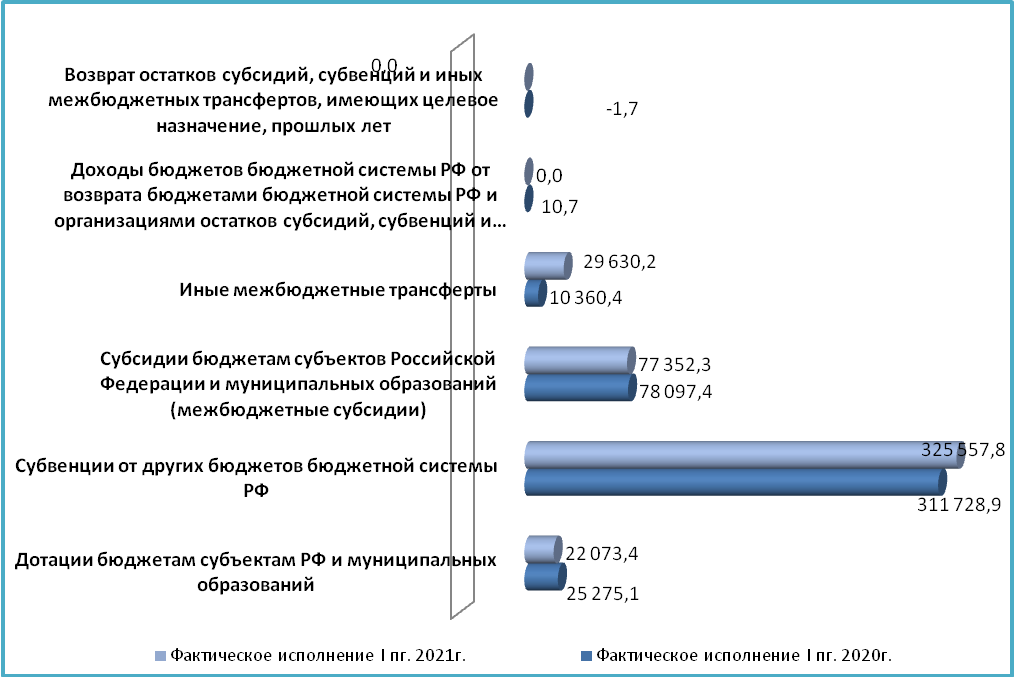 0,0
Возврат остатков субсидий, субвенций и иных
межбюджетных трансфертов, имеющих целевое
назначение, прошлых лет
-1,7
Доходы бюджетов бюджетной системы РФ от
возврата бюджетами бюджетной системы РФ и
организациями остатков субсидий, субвенций и...
0,0
10,7
Иные межбюджетные трансферты
29 630,2
10 360,4
Субсидии бюджетам субъектов Российской
Федерации и муниципальных образований
(межбюджетные субсидии)
77 352,3
78 097,4
Субвенции от других бюджетов бюджетной системы
РФ
325 557,8
311 728,9
Дотации бюджетам субъектам РФ и муниципальных
образований
22 073,4
25 275,1
Фактическое исполнение I пг. 2021г.
Фактическое исполнение I пг. 2020г.